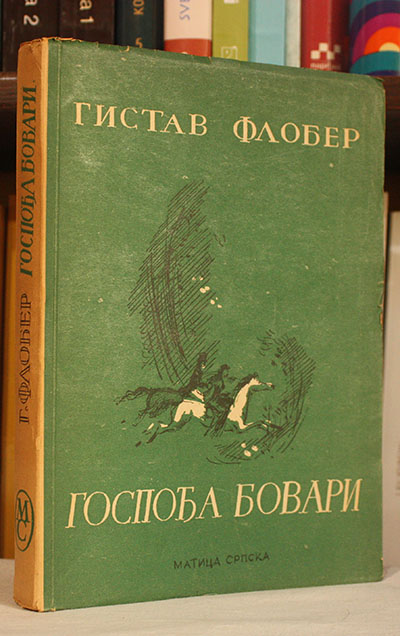 ГИСТАВ ФЛОБЕР
ГОСПОЂА БОВАРИ
МАТИЦА СРПСКА
Г. ФЛОБЕР ГОСПОЂА БОВАРИ
МС